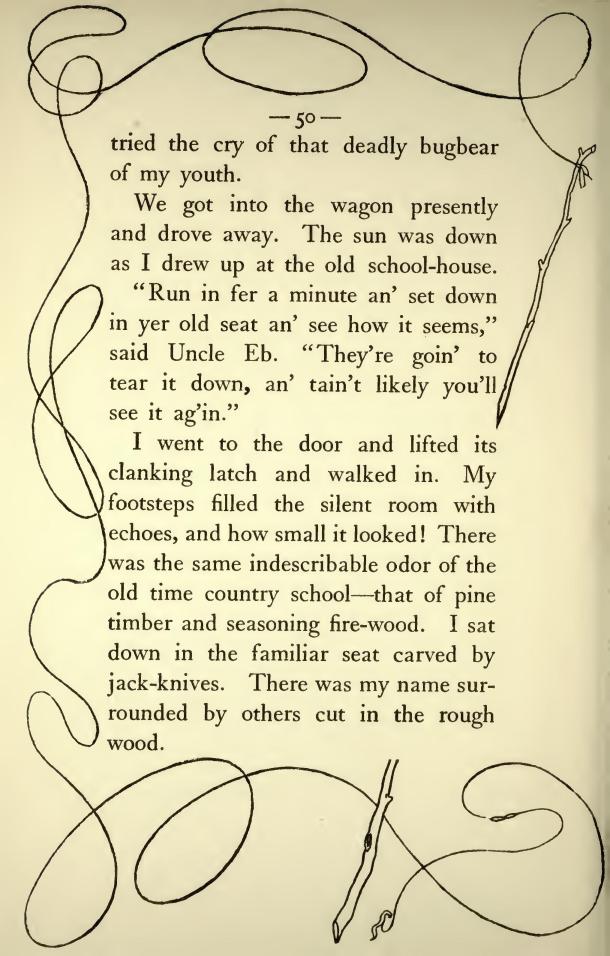 —50—
tried the cry of that deadly bugbear
of my youth.
We got into the wagon presently
and drove away. The sun was down
as I drew up at the old school-house.
“Run in fer a minute an’ set down
in yer old seat an’ see how it seems,”
said Uncle Eb. “They’re goin’ to
tear it down, an’ tain’t likely you’ll
see it ag’in.”
I went to the door and lifted its
clanking latch and walked in. My
footsteps filled the silent room with
echoes, and how small it looked! There
was the same indescribable odor of the
old time country school—that of pine
timber and seasoning fire-wood. I sat
down in the familiar seat carved by
jack-knives. There was my name sur-
rounded by others cut in the rough
wood.